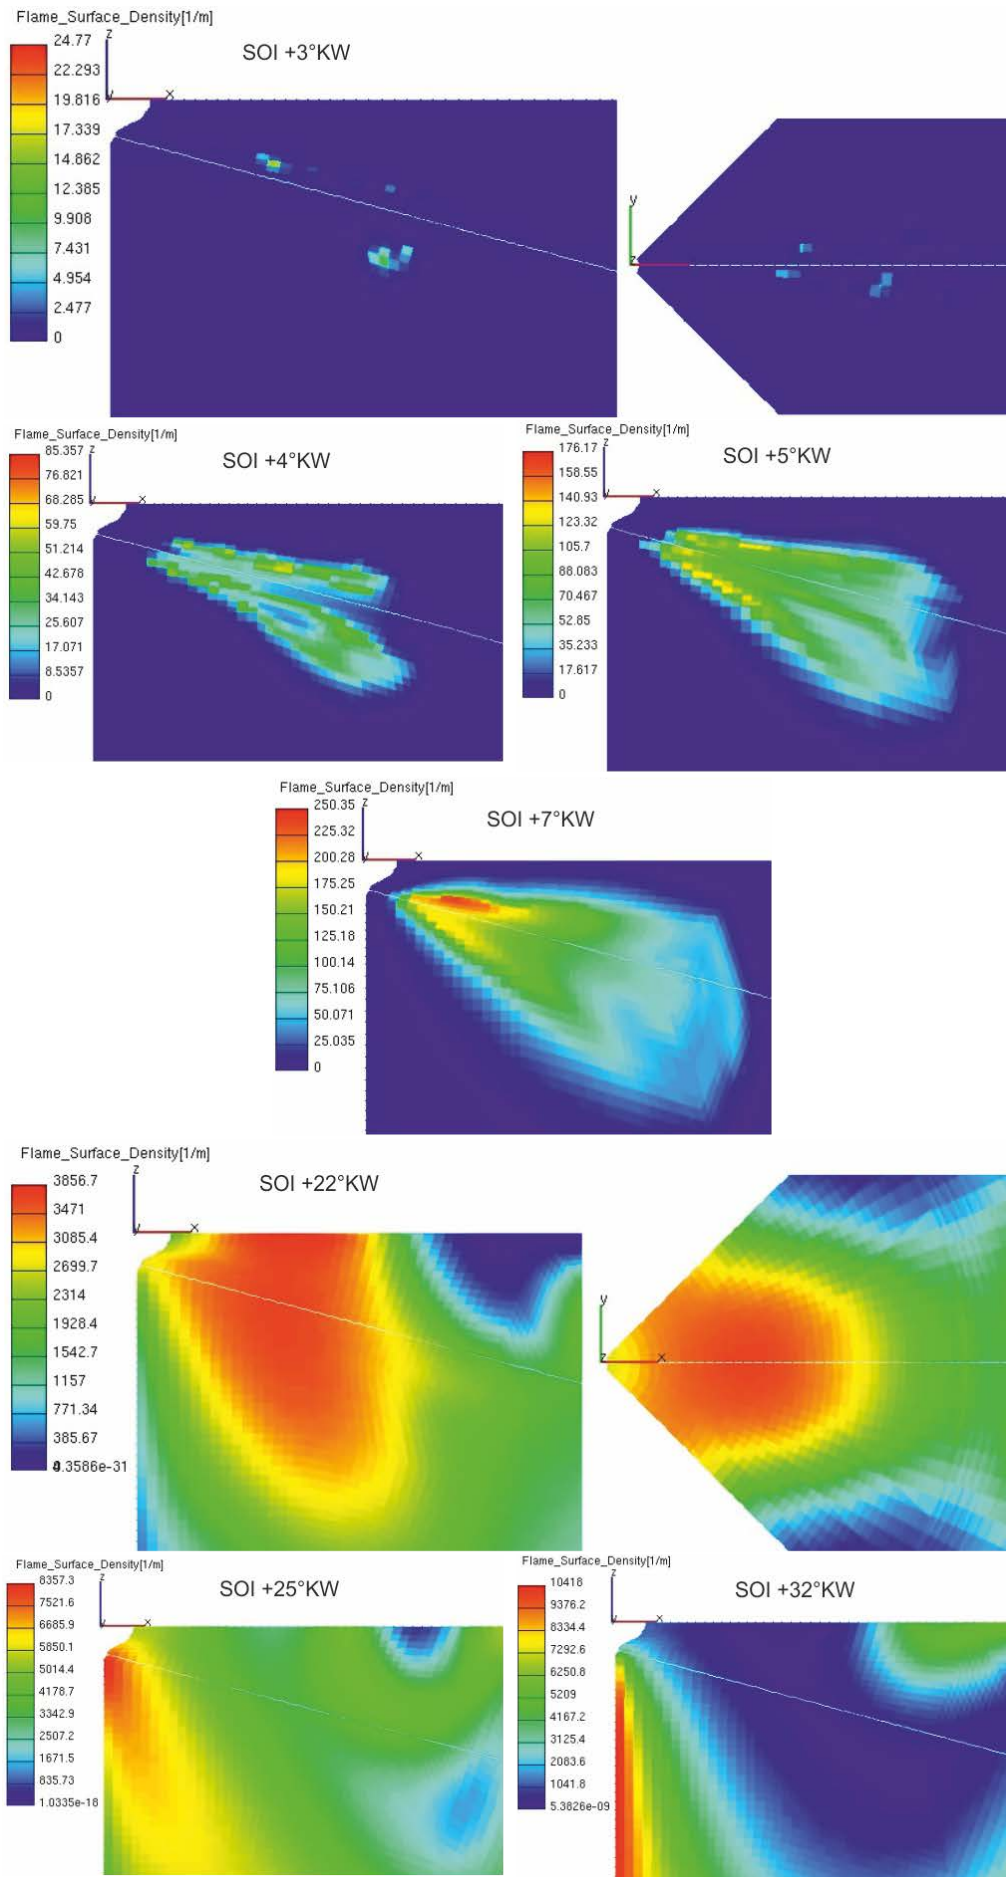 Flame_Surface_Density[1/m]
SOI +3°KW
24.77
22.293
19.816
17.339
14.862
12.385
9.908
7.431
4.954
2.477
0
z
y
x
y
z
Flame_Surface_Density[1/m]
SOI +4°KW
85.357
76.821
68.285
59.75
51.214
42.678
34.143
25.607
17.071
8.5357
0
z
y
x
Flame_Surface_Density[1/m]
SOI +5°KW
176.17
158.55
140.93
123.32
105.7
88.083
70.467
52.85
35.233
17.617
0
z
y
x
Flame_Surface_Density[1/m]
SOI +7°KW
250.35
225.32
200.28
175.25
150.21
125.18
100.14
75.106
50.071
25.035
0
z
y
x
Flame_Surface_Density[1/m]
SOI +22°KW
3856.7
3471
3085.4
2699.7
2314
1928.4
1542.7
1157
771.34
385.67
.3586e-31
z
y
x
y
z
x
Flame_Surface_Density[1/m]
SOI +25°KW
8357.3
7521.6
6685.9
5850.1
5014.4
4178.7
3342.9
2507.2
1671.5
835.73
1.0335e-18
z
y
x
Flame_Surface_Density[1/m]
SOI +32°KW
10418
9376.2
8334.4
7292.6
6250.8
5209
4167.2
3125.4
2083.6
1041.8
5.3826e-09
z
y
x